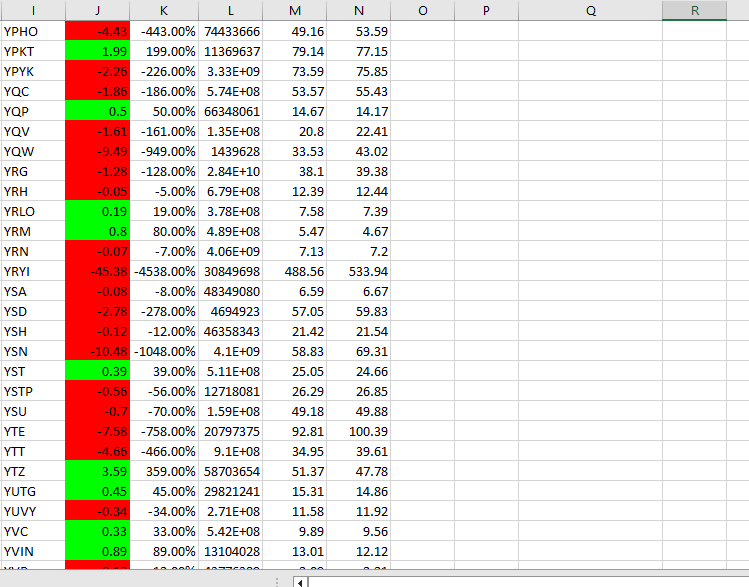 I J K L M N O P Q R
YPHO -4.43 -443.00% 74433666 49.16 53.59
YPKT 1.99 199.00% 11369637 79.14 77.15
YPYK -2.26 -226.00% 3.33E+09 73.59 75.85
YQC -1.86 -186.00% 5.74E+08 53.57 55.43
YQP 0.5 50.00% 66348061 14.67 14.17
YQV -1.61 -161.00% 1.35E+08 20.8 22.41
YQW -9.49 -949.00% 1439628 33.53 43.02
YRG -1.28 -128.00% 2.84E+10 38.1 39.38
YRH -0.05 -5.00% 6.79E+08 12.39 12.44
YRLO 0.19 19.00% 3.78E+08 7.58 7.39
YRM 0.8 80.00% 4.89E+08 5.47 4.67
YRN -0.07 -7.00% 4.06E+09 7.13 7.2
YRYI -45.38 -4538.00% 30849698 488.56 533.94
YSA -0.08 -8.00% 48349080 6.59 6.67
YSD -2.78 -278.00% 4694923 57.05 59.83
YSH -0.12 -12.00% 46358343 21.42 21.54
YSN -10.48 -1048.00% 4.1E+09 58.83 69.31
YST 0.39 39.00% 5.11E+08 25.05 24.66
YSTP -0.56 -56.00% 12718081 26.29 26.85
YSU -0.7 -70.00% 1.59E+08 49.18 49.88
YTE -7.58 -758.00% 20797375 92.81 100.39
YTT -4.66 -466.00% 9.1E+08 34.95 39.61
YTZ 3.59 359.00% 58703654 51.37 47.78
YUTG 0.45 45.00% 29821241 15.31 14.86
YUVY -0.34 -34.00% 2.71E+08 11.58 11.92
YVC 0.33 33.00% 5.42E+08 9.89 9.56
YVIN 0.89 89.00% 13104028 13.01 12.12